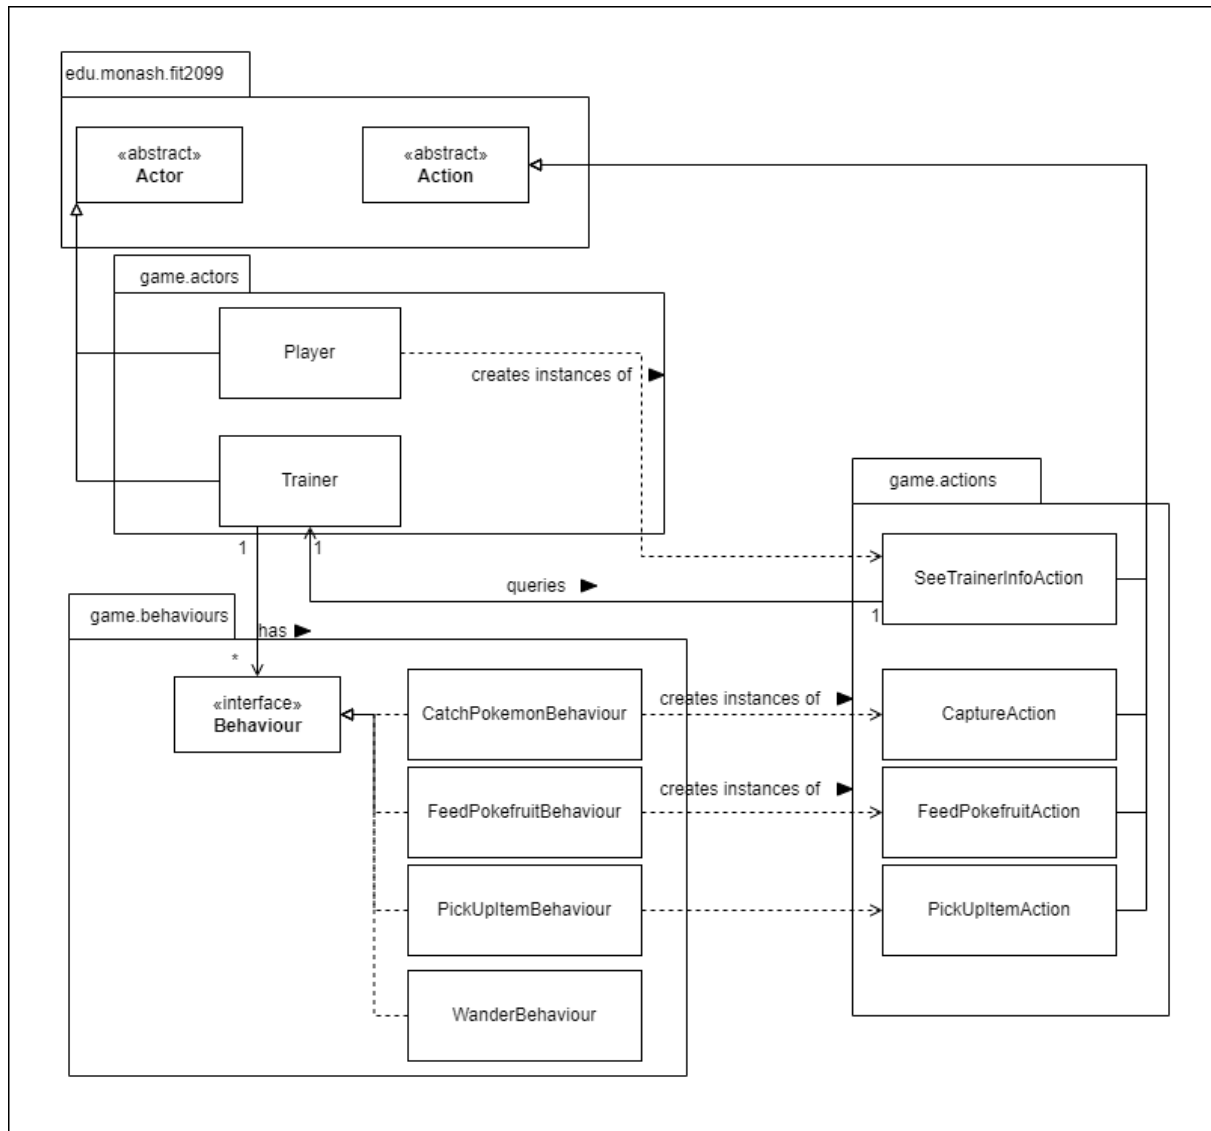 edu.monash.fit2099
«abstract»
Actor
«abstract»
Action
game.actors
Player
creates instances of
Trainer
game.actions
1
1
SeeTrainerInfoAction
queries
1
game.behaviours
has
*
«interface»
Behaviour
CatchPokemonBehaviour
creates instances of
CaptureAction
creates instances of
FeedPokefruitBehaviour
FeedPokefruitAction
PickUpItemBehaviour
PickUpItemAction
WanderBehaviour